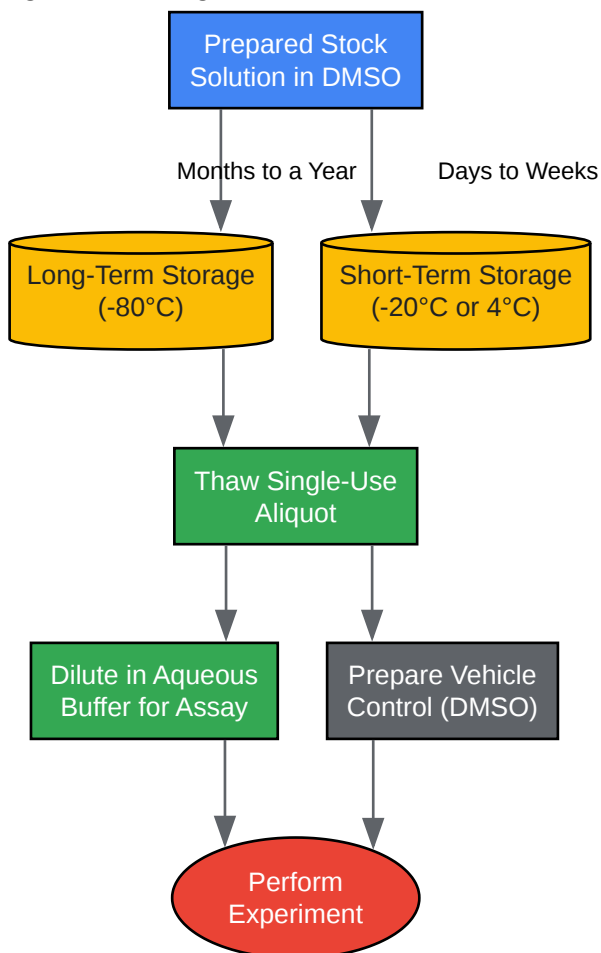 Prepared Stock
Solution in DMSO
Months to a Year
Days to Weeks
Long-Term Storage
(-80°C)
Short-Term Storage
(-20°C or 4°C)
Thaw Single-Use
Aliquot
Dilute in Aqueous
Buffer for Assay
Prepare Vehicle
Control (DMSO)
Perform
Experiment